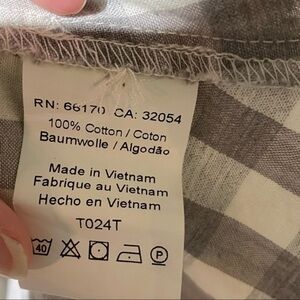 RN: 66170 CA: 32054
100% Cotton / Coton
Baumwolle / Algodão
Made in Vietnam
Fabrique au Vietnam
Hecho en Vietnam
T024T
40 P